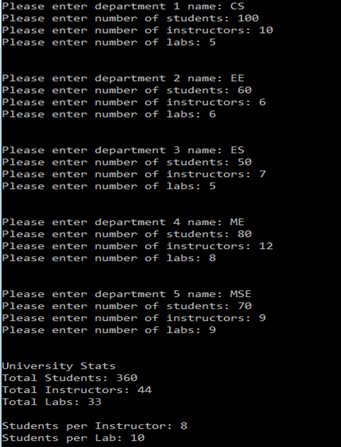 Please enter department 1 name: CS
Please enter number of students: 100
Please enter number of instructors: 10
Please enter number of labs: 5
Please enter department 2 name: EE
Please enter number of students: 60
Please enter number of instructors: 6
Please enter number of labs: 6
Please enter department 3 name: ES
Please enter number of students: 50
Please enter number of instructors: 7
Please enter number of labs: 5
Please enter department 4 name: ME
Please enter number of students: 80
Please enter number of instructors: 12
Please enter number of labs: 8
Please enter department 5 name: MSE
Please enter number of students: 70
Please enter number of instructors: 9
Please enter number of labs: 9
University Stats
Total Students: 360
Total Instructors: 44
Total Labs: 33
Students per Instructor: 8
Students per Lab: 10